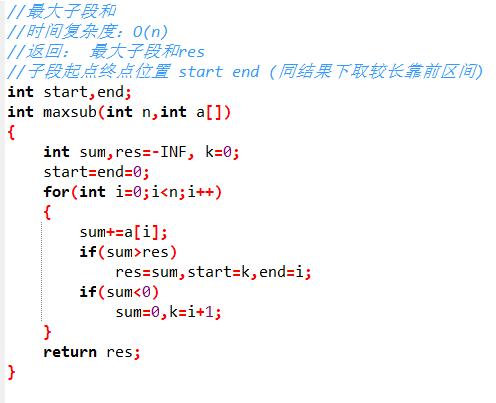 //最大子段和
//时间复杂度：O(n)
//返回： 最大子段和res
//子段起点终点位置 start end (同结果下取较长靠前区间)
int start,end;
int maxsub(int n,int a[])
{
    int sum,res=-INF, k=0;
    start=end=0;
    for(int i=0;i<n;i++)
    {
        sum+=a[i];
        if(sum>res)
            res=sum,start=k,end=i;
        if(sum<0)
            sum=0,k=i+1;
    }
    return res;
}